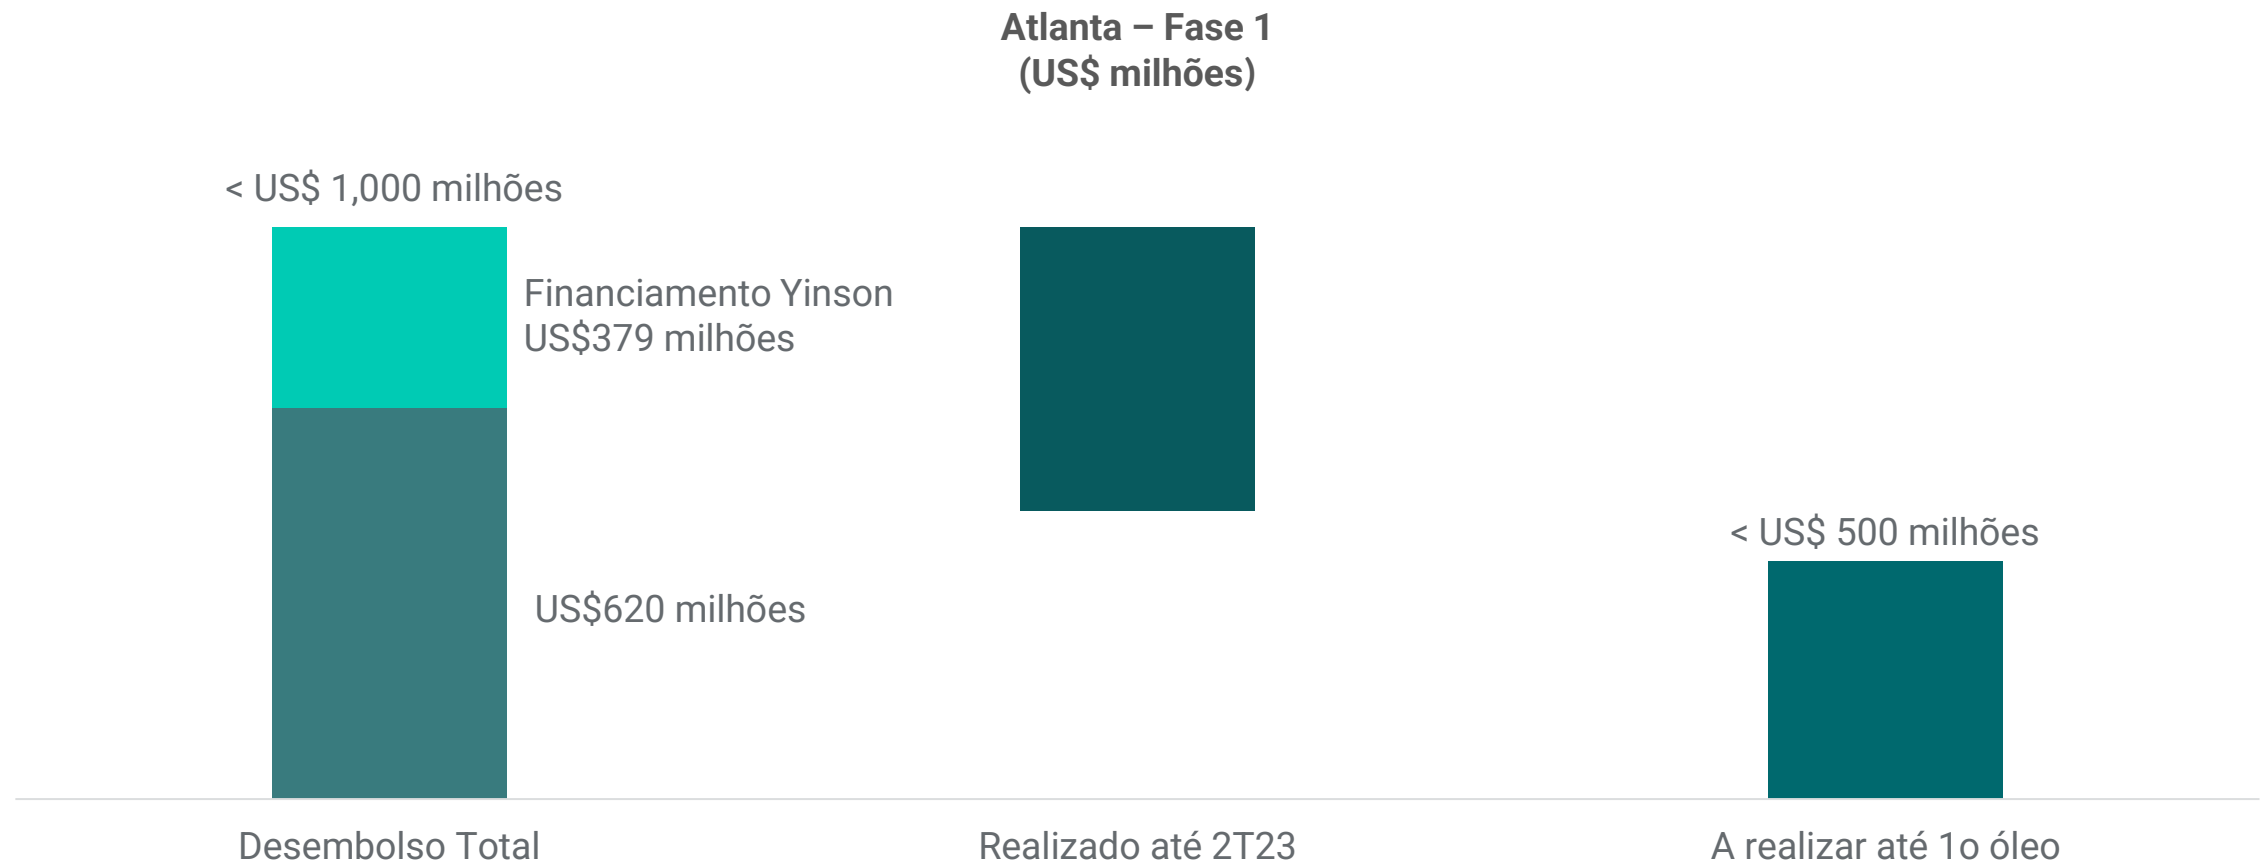 Atlanta – Fase 1
(US$ milhões)
< US$ 1,000 milhões
Financiamento Yinson
US$379 milhões
US$620 milhões
< US$ 500 milhões
Desembolso Total
Realizado até 2T23
A realizar até 1o óleo